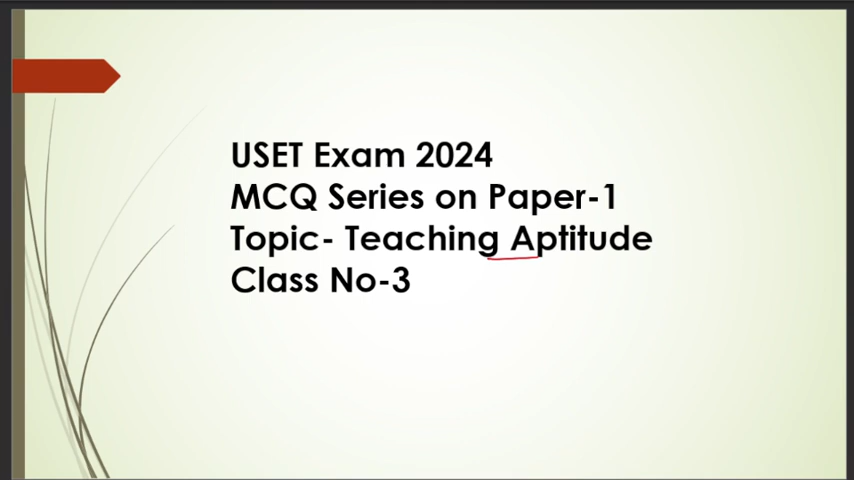 USET Exam 2024
MCQ Series on Paper-1
Topic- Teaching Aptitude
Class No-3